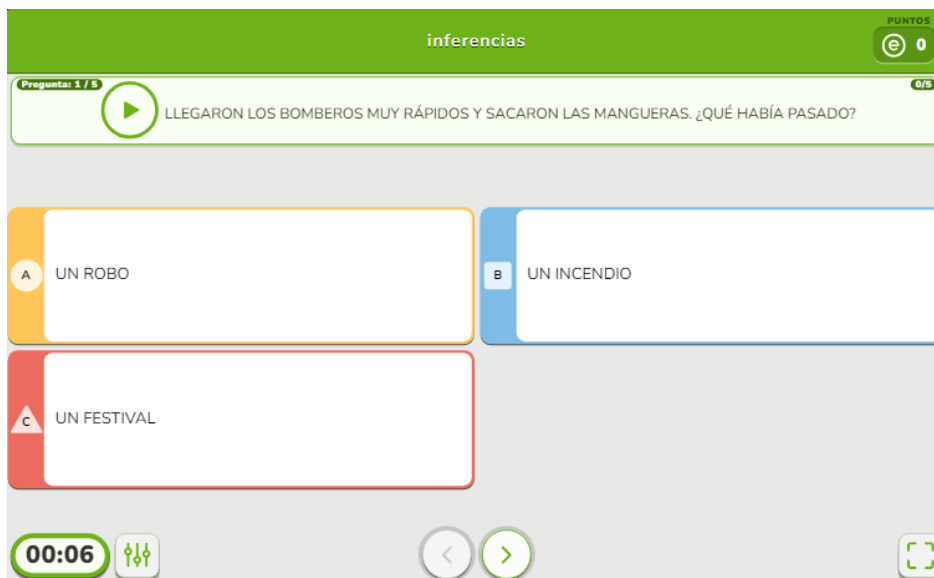 inferencias
PUNTOS
e 0
Pregunta: 1 / 5
0/5
LLEGARON LOS BOMBEROS MUY RÁPIDOS Y SACARON LAS MANGUERAS. ¿QUÉ HABÍA PASADO?
A UN ROBO
B UN INCENDIO
C UN FESTIVAL
00:06